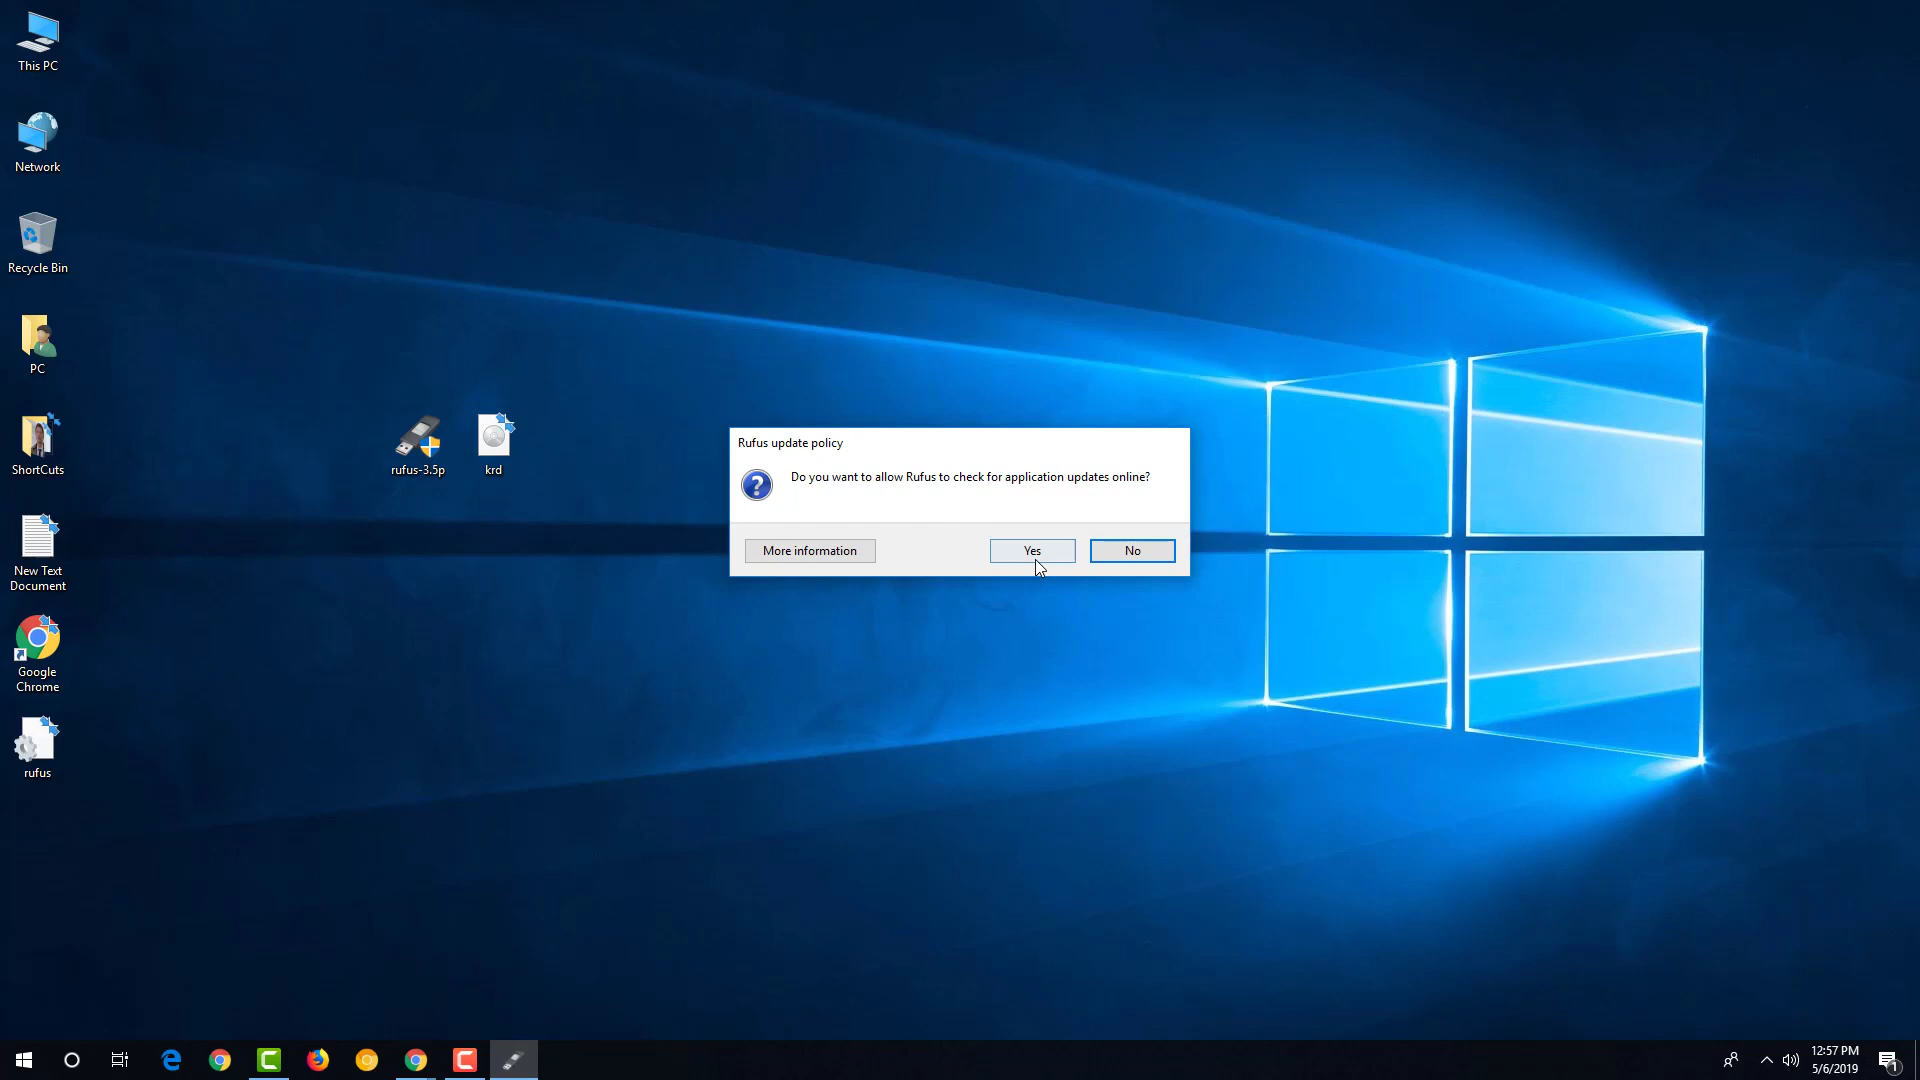 This PC
Network
Recycle Bin
PC
ShortCuts
New Text
Document
Google
Chrome
rufus
rufus-3.5p
krd
Rufus update policy
Do you want to allow Rufus to check for application updates online?
More information
Yes
No
12:57 PM
5/6/2019
1